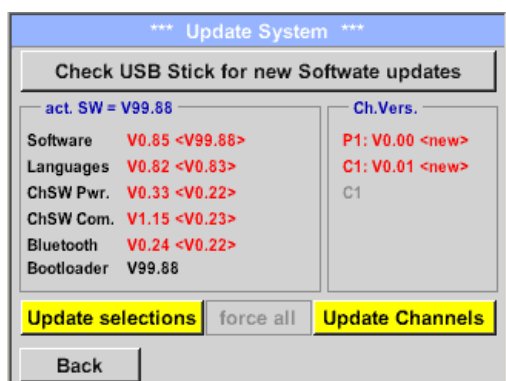 *** Update System ***
Check USB Stick for new Softwate updates
act. SW = V99.88
Software V0.85 <V99.88>
Languages V0.82 <V0.83>
ChSW Pwr. V0.33 <V0.22>
ChSW Com. V1.15 <V0.23>
Bluetooth V0.24 <V0.22>
Bootloader V99.88
Ch.Vers.
P1: V0.00 <new>
C1: V0.01 <new>
C1
Update selections force all Update Channels
Back